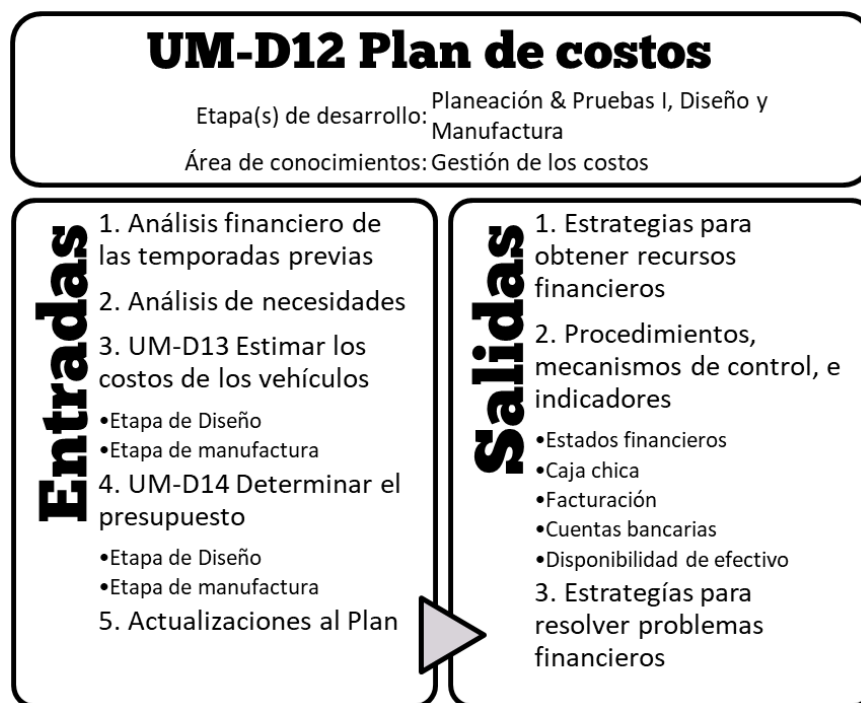 UM-D12 Plan de costos
Etapa(s) de desarrollo: Planeación & Pruebas I, Diseño y
Manufactura
Área de conocimientos: Gestión de los costos
Entradas
1. Análisis financiero de
las temporadas previas
2. Análisis de necesidades
3. UM-D13 Estimar los
costos de los vehículos
•Etapa de Diseño
•Etapa de manufactura
4. UM-D14 Determinar el
presupuesto
•Etapa de Diseño
•Etapa de manufactura
5. Actualizaciones al Plan
Salidas
1. Estrategias para
obtener recursos
financieros
2. Procedimientos,
mecanismos de control, e
indicadores
•Estados financieros
•Caja chica
•Facturación
•Cuentas bancarias
•Disponibilidad de efectivo
3. Estrategías para
resolver problemas
financieros